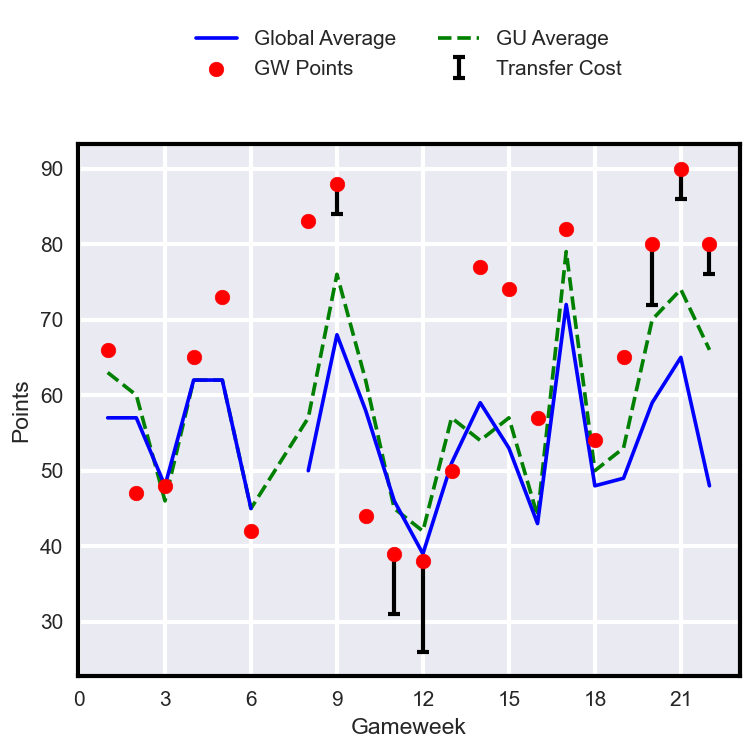 Global Average
GU Average
GW Points
Transfer Cost
90
80
70
60
50
40
30
Points
0 3 6 9 12 15 18 21
Gameweek